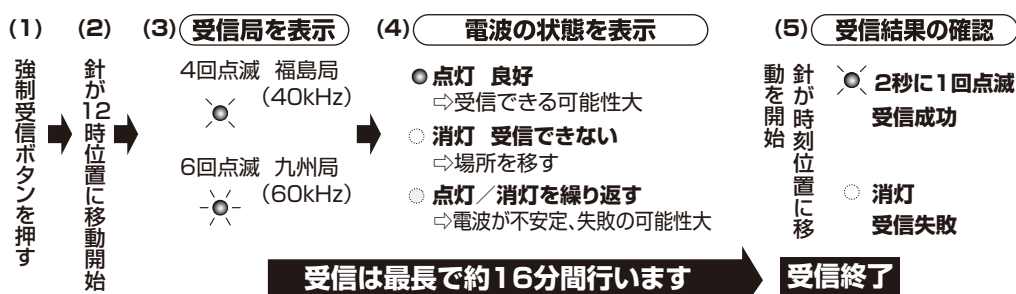 (1)
強制受信ボタンを押す
(2)
針が12時位置に移動開始
(3) 受信局を表示
4回点滅 福島局
(40kHz)
6回点滅 九州局
(60kHz)
(4) 電波の状態を表示
点灯 良好
⇨受信できる可能性大
消灯 受信できない
⇨場所を移す
点灯／消灯を繰り返す
⇨電波が不安定、失敗の可能性大
(5) 受信結果の確認
針が時刻位置に移
動を開始
2秒に1回点滅
受信成功
消灯
受信失敗
受信は最長で約16分間行います
受信終了